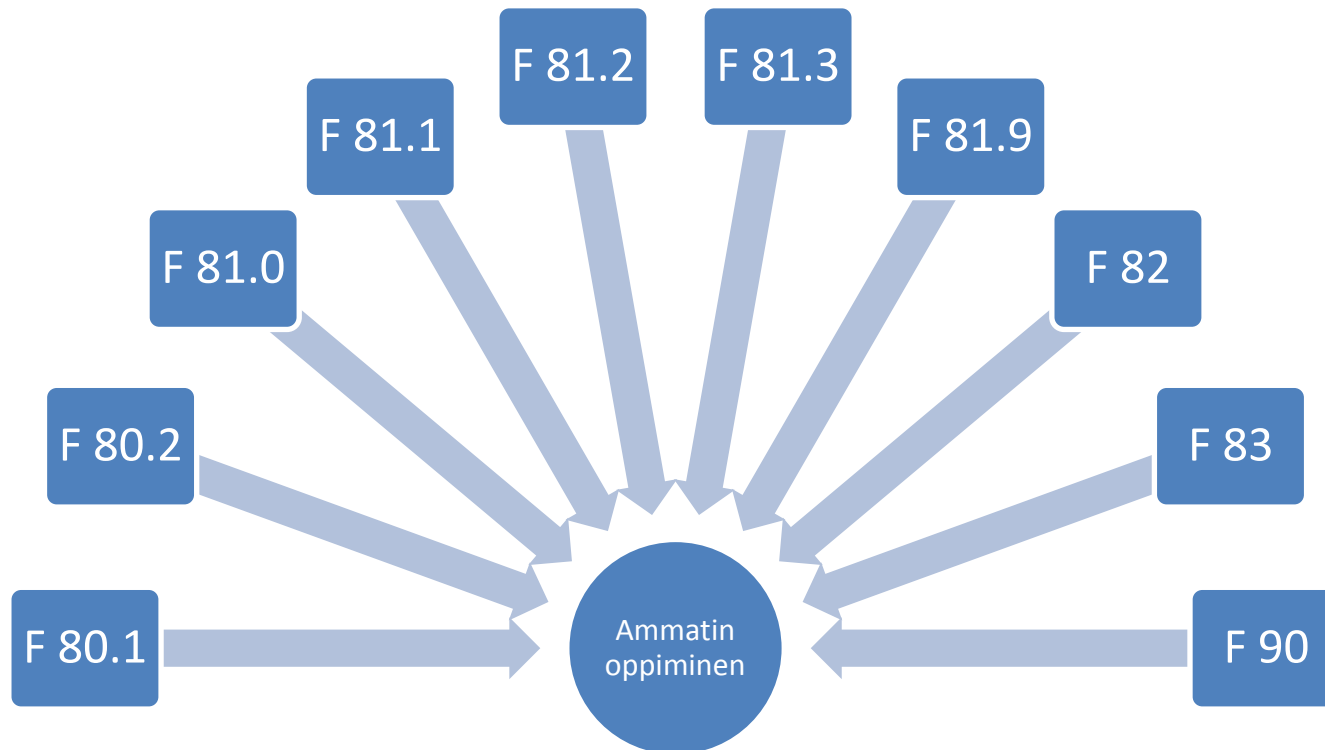 F 80.1
F 80.2
F 81.0
F 81.1
F 81.2
F 81.3
F 81.9
F 82
F 83
F 90
Ammatin
oppiminen